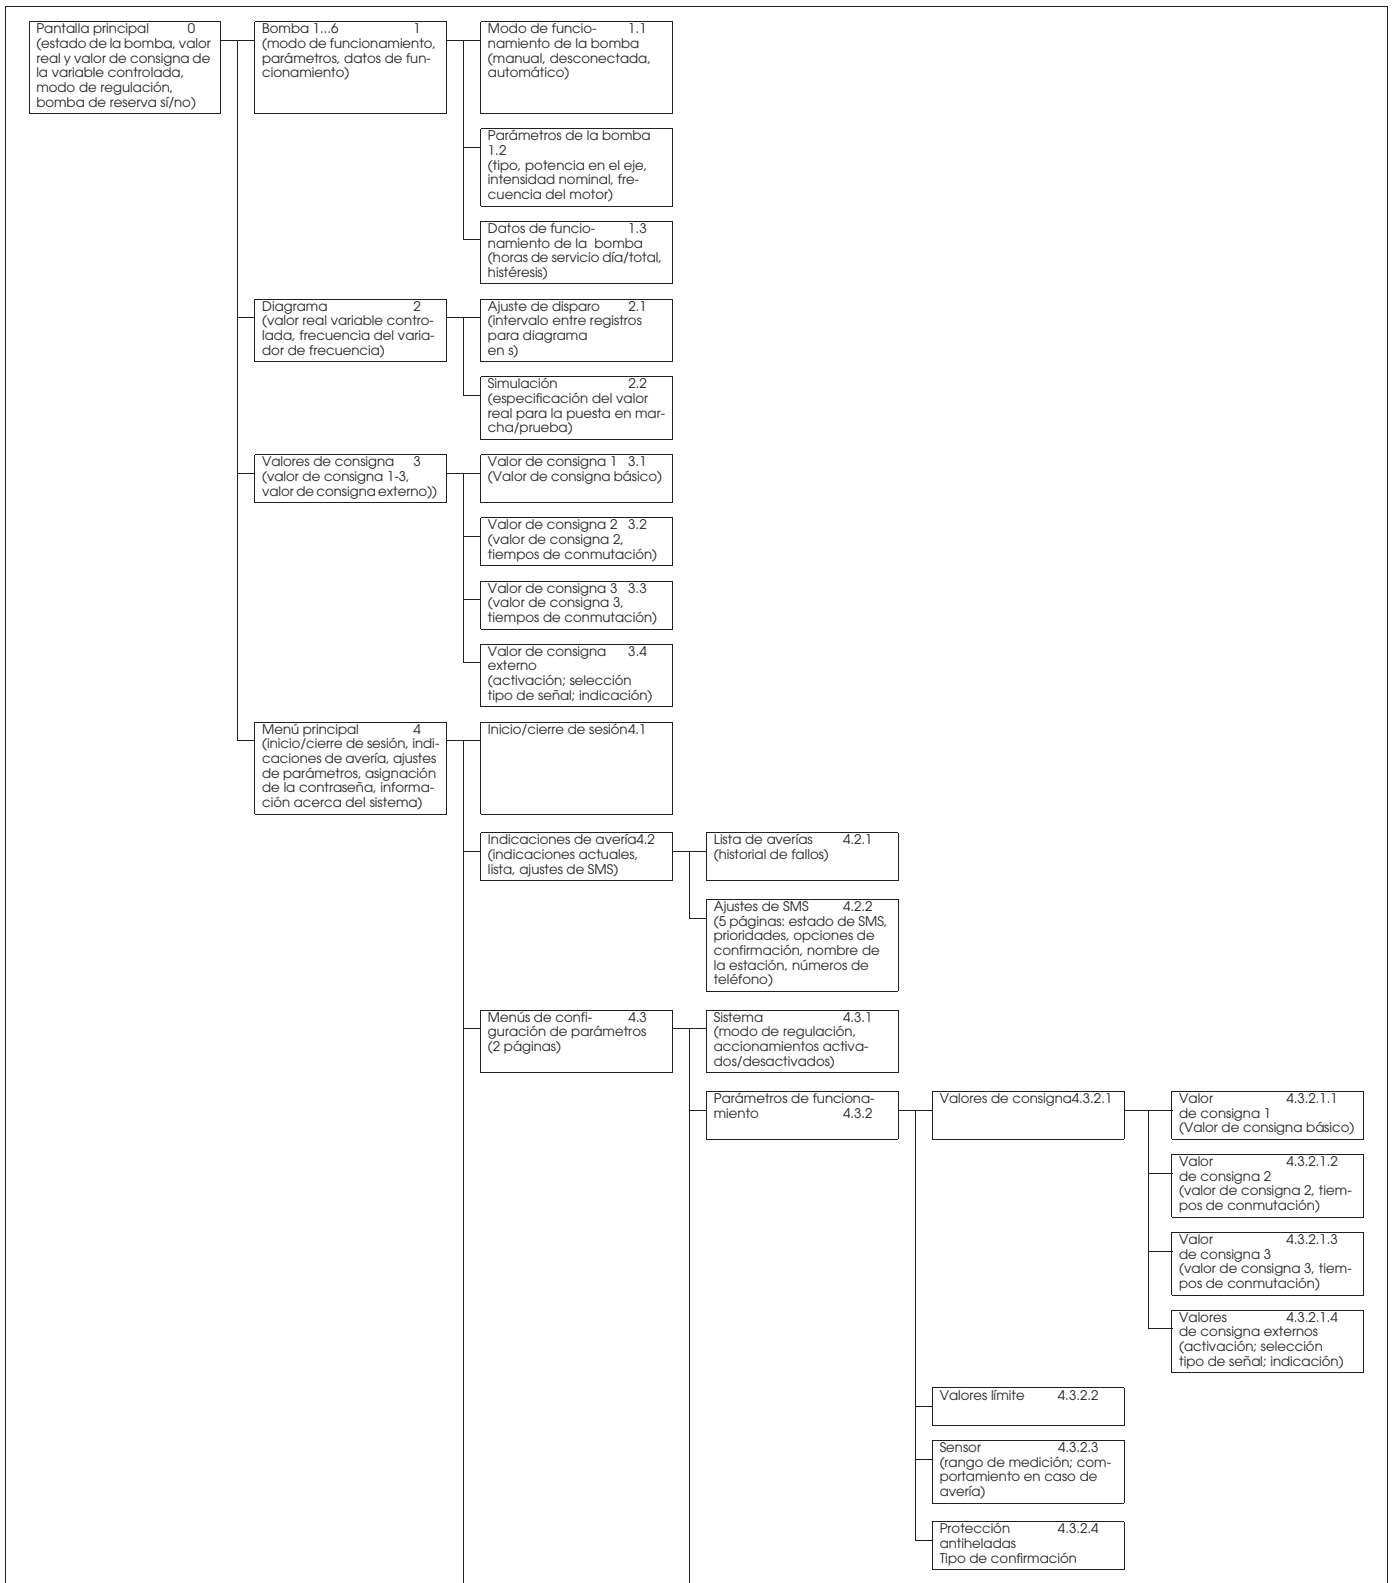 Pantalla principal 0
(estado de la bomba, valor
real y valor de consigna de
la variable controlada,
modo de regulación,
bomba de reserva sí/no)
Bomba 1...6 1
(modo de funcionamiento,
parámetros, datos de fun-
cionamiento)
Modo de funcio- 1.1
namiento de la bomba
(manual, desconectada,
automático)
Parámetros de la bomba
1.2
(tipo, potencia en el eje,
intensidad nominal, fre-
cuencia del motor)
Datos de funcio- 1.3
namiento de la bomba
(horas de servicio día/total,
histéresis)
Diagrama 2
(valor real variable contro-
lada, frecuencia del varia-
dor de frecuencia)
Ajuste de disparo 2.1
(intervalo entre registros
para diagrama
en s)
Simulación 2.2
(especificación del valor
real para la puesta en mar-
cha/prueba)
Valores de consigna 3
(valor de consigna 1-3,
valor de consigna externo))
Valor de consigna 1 3.1
(Valor de consigna básico)
Valor de consigna 2 3.2
(valor de consigna 2,
tiempos de conmutación)
Valor de consigna 3 3.3
(valor de consigna 3,
tiempos de conmutación)
Valor de consigna 3.4
externo
(activación; selección
tipo de señal; indicación)
Menú principal 4
(inicio/cierre de sesión, indi-
caciones de avería, ajustes
de parámetros, asignación
de la contraseña, informa-
ción acerca del sistema)
Inicio/cierre de sesión4.1
Indicaciones de avería4.2
(indicaciones actuales,
lista, ajustes de SMS)
Lista de averías 4.2.1
(historial de fallos)
Ajustes de SMS 4.2.2
(5 páginas: estado de SMS,
prioridades, opciones de
confirmación, nombre de
la estación, números de
teléfono)
Menús de confi- 4.3
guración de parámetros
(2 páginas)
Sistema 4.3.1
(modo de regulación,
accionamientos activa-
dos/desactivados)
Parámetros de funciona-
miento 4.3.2
Valores de consigna4.3.2.1
Valor 4.3.2.1.1
de consigna 1
(Valor de consigna básico)
Valor 4.3.2.1.2
de consigna 2
(valor de consigna 2, tiem-
pos de conmutación)
Valor 4.3.2.1.3
de consigna 3
(valor de consigna 3, tiem-
pos de conmutación)
Valores 4.3.2.1.4
de consigna externos
(activación; selección
tipo de señal; indicación)
Valores límite 4.3.2.2
Sensor 4.3.2.3
(rango de medición; com-
portamiento en caso de
avería)
Protección 4.3.2.4
antiheladas
Tipo de confirmación